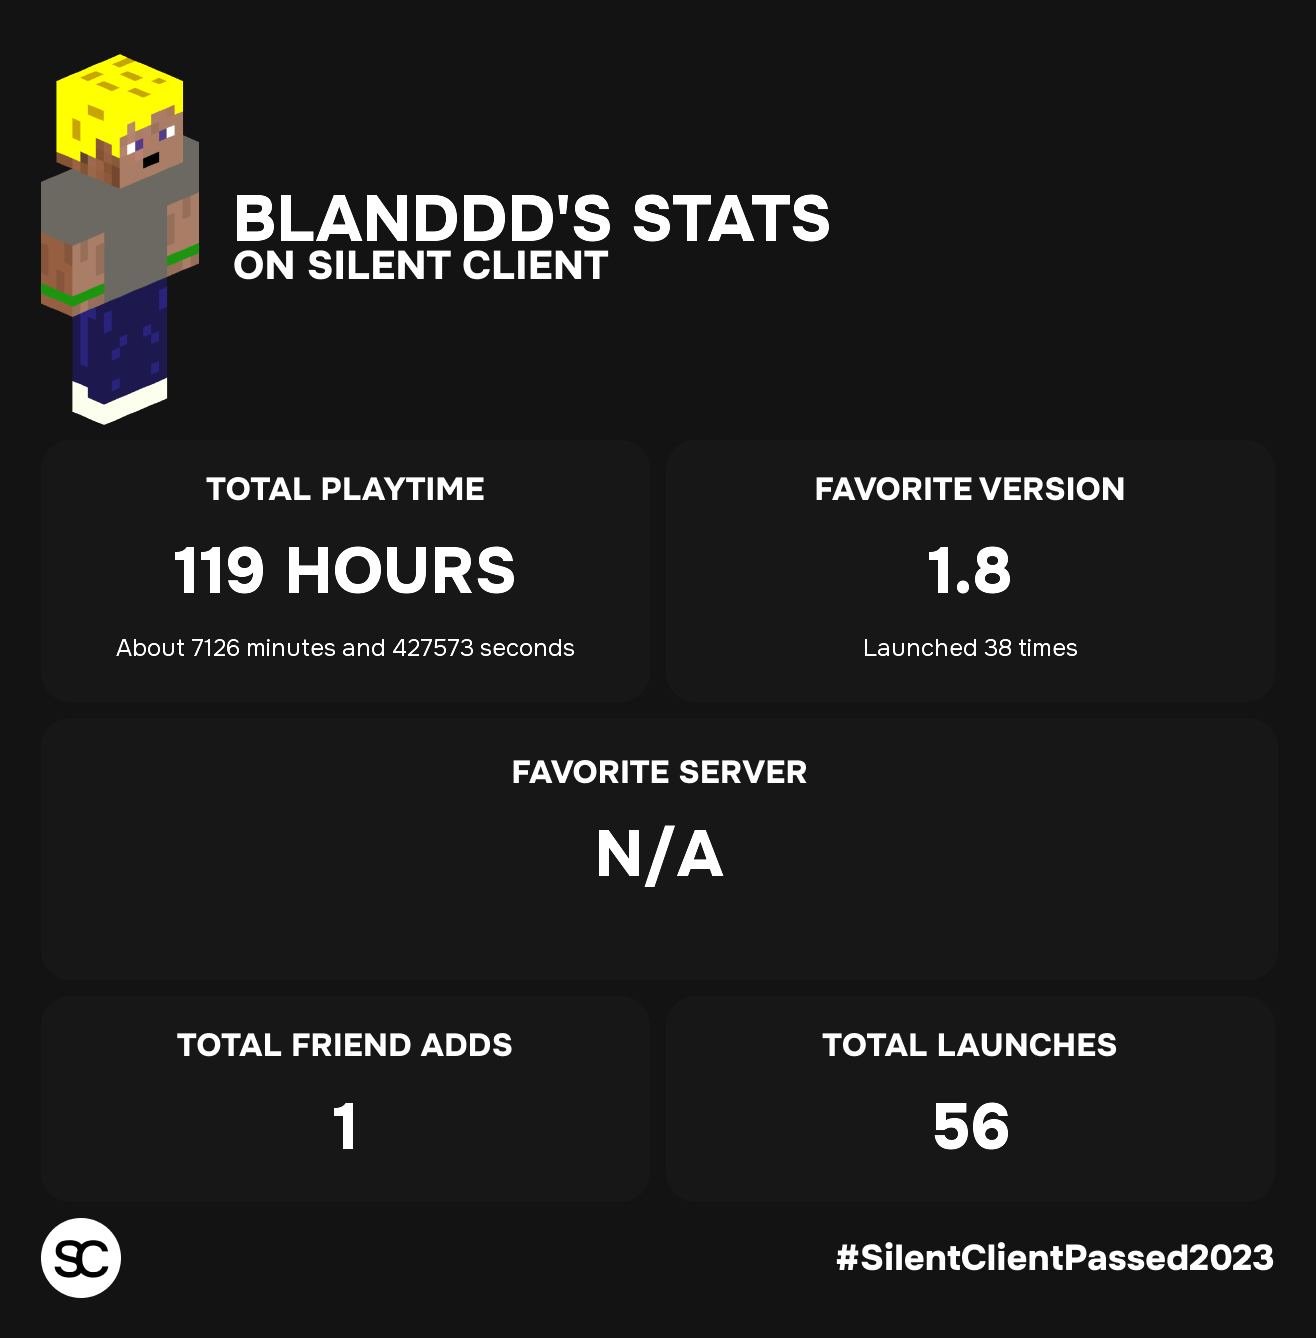 BLANDDD'S STATS
ON SILENT CLIENT
TOTAL PLAYTIME
119 HOURS
About 7126 minutes and 427573 seconds
FAVORITE VERSION
1.8
Launched 38 times
FAVORITE SERVER
N/A
TOTAL FRIEND ADDS
1
TOTAL LAUNCHES
56
SC
#SilentClientPassed2023